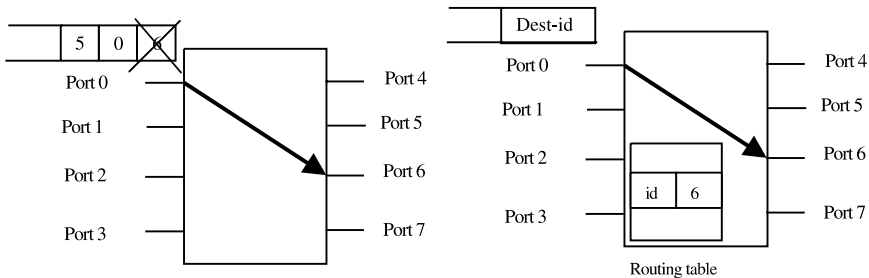 5 0 6
Port 0
Port 1
Port 2
Port 3
Port 4
Port 5
Port 6
Port 7
Dest-id
Port 0
Port 1
Port 2
Port 3
id 6
Port 4
Port 5
Port 6
Port 7
Routing table